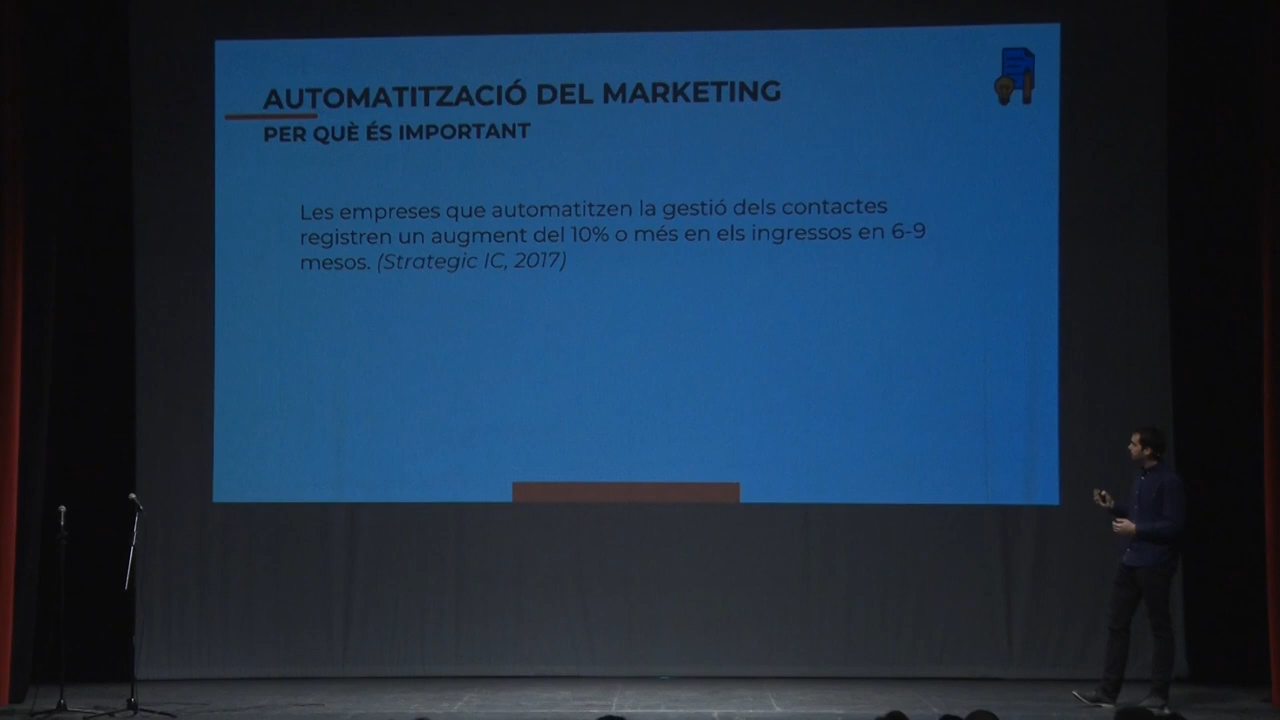 AUTOMATITZACIÓ DEL MARKETING
PER QUÈ ÉS IMPORTANT
Les empreses que automatitzen la gestió dels contactes
registren un augment del 10% o més en els ingressos en 6-9
mesos. (Strategic IC, 2017)